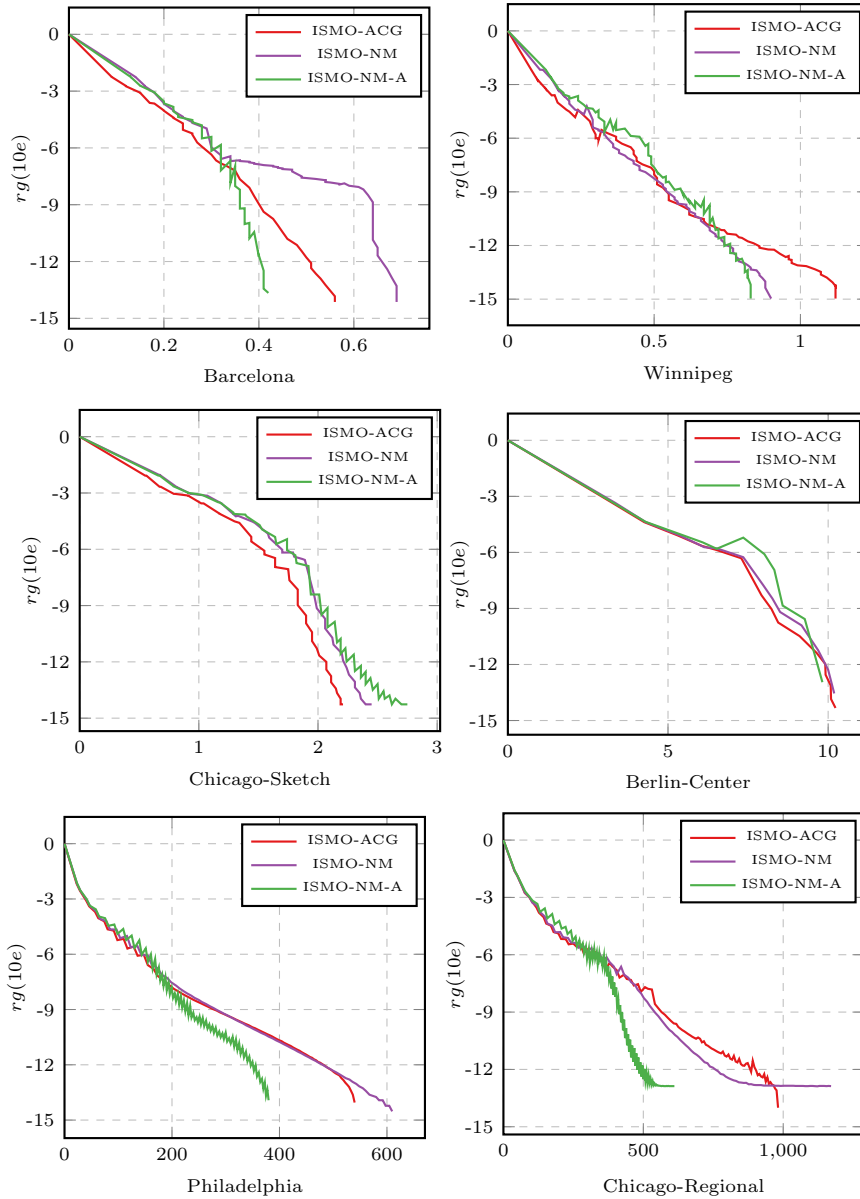 ISMO-ACG
ISMO-NM
ISMO-NM-A
0
-3
-6
-9
-12
-15
rg(10e)
0
0.2
0.4
0.6
Barcelona
ISMO-ACG
ISMO-NM
ISMO-NM-A
0
-3
-6
-9
-12
-15
rg(10e)
0
0.5
1
Winnipeg
ISMO-ACG
ISMO-NM
ISMO-NM-A
0
-3
-6
-9
-12
-15
rg(10e)
0
1
2
3
Chicago-Sketch
ISMO-ACG
ISMO-NM
ISMO-NM-A
0
-3
-6
-9
-12
-15
rg(10e)
0
5
10
Berlin-Center
ISMO-ACG
ISMO-NM
ISMO-NM-A
0
-3
-6
-9
-12
-15
rg(10e)
0
200
400
600
Philadelphia
ISMO-ACG
ISMO-NM
ISMO-NM-A
0
-3
-6
-9
-12
-15
rg(10e)
0
500
1,000
Chicago-Regional